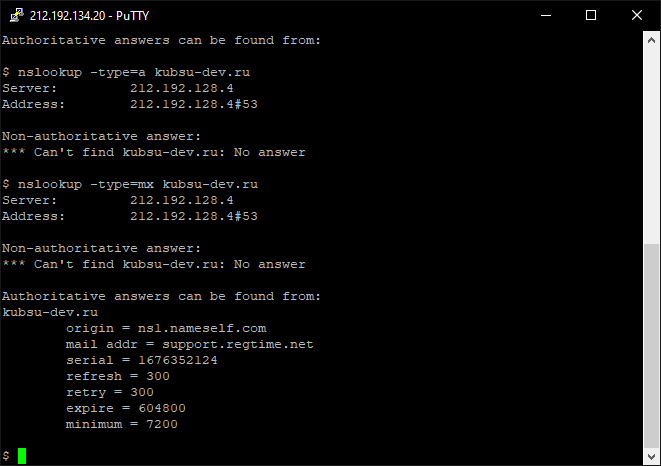 212.192.134.20 - PuTTY
Authoritative answers can be found from:
$ nslookup -type=a kubsu-dev.ru
Server:         212.192.128.4
Address:        212.192.128.4#53
Non-authoritative answer:
*** Can't find kubsu-dev.ru: No answer
$ nslookup -type=mx kubsu-dev.ru
Server:         212.192.128.4
Address:        212.192.128.4#53
Non-authoritative answer:
*** Can't find kubsu-dev.ru: No answer
Authoritative answers can be found from:
kubsu-dev.ru
        origin = ns1.nameself.com
        mail addr = support.regtime.net
        serial = 1676352124
        refresh = 300
        retry = 300
        expire = 604800
        minimum = 7200
$